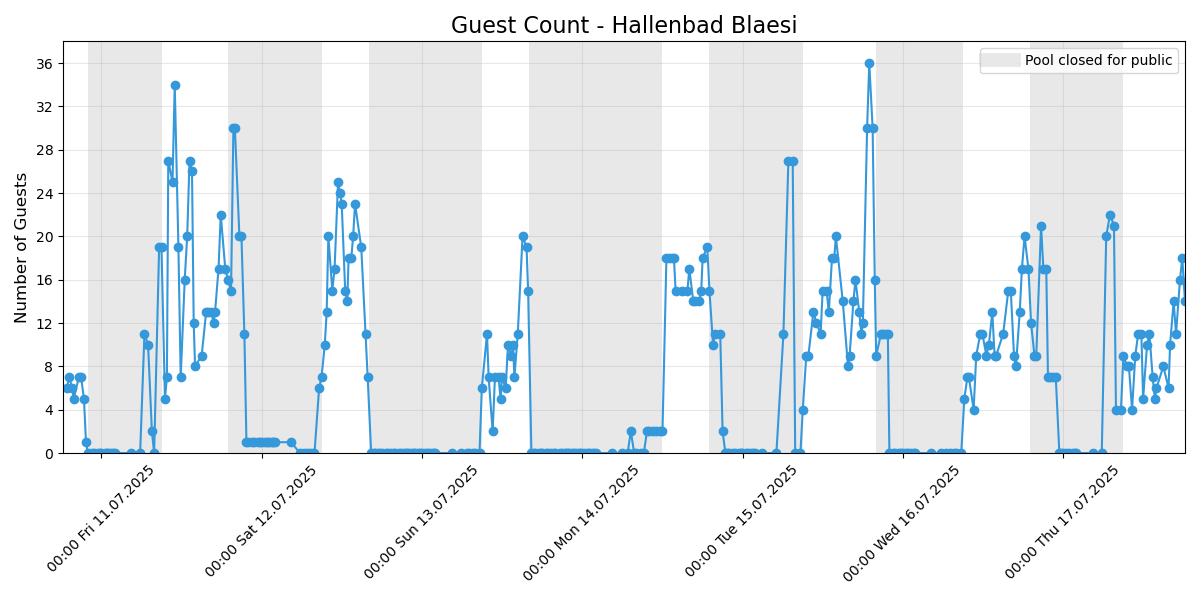 Guest Count - Hallenbad Blaesi
Pool closed for public
Number of Guests
36
32
28
24
20
16
12
8
4
0
00:00 Fri 11.07.2025
00:00 Sat 12.07.2025
00:00 Sun 13.07.2025
00:00 Mon 14.07.2025
00:00 Tue 15.07.2025
00:00 Wed 16.07.2025
00:00 Thu 17.07.2025